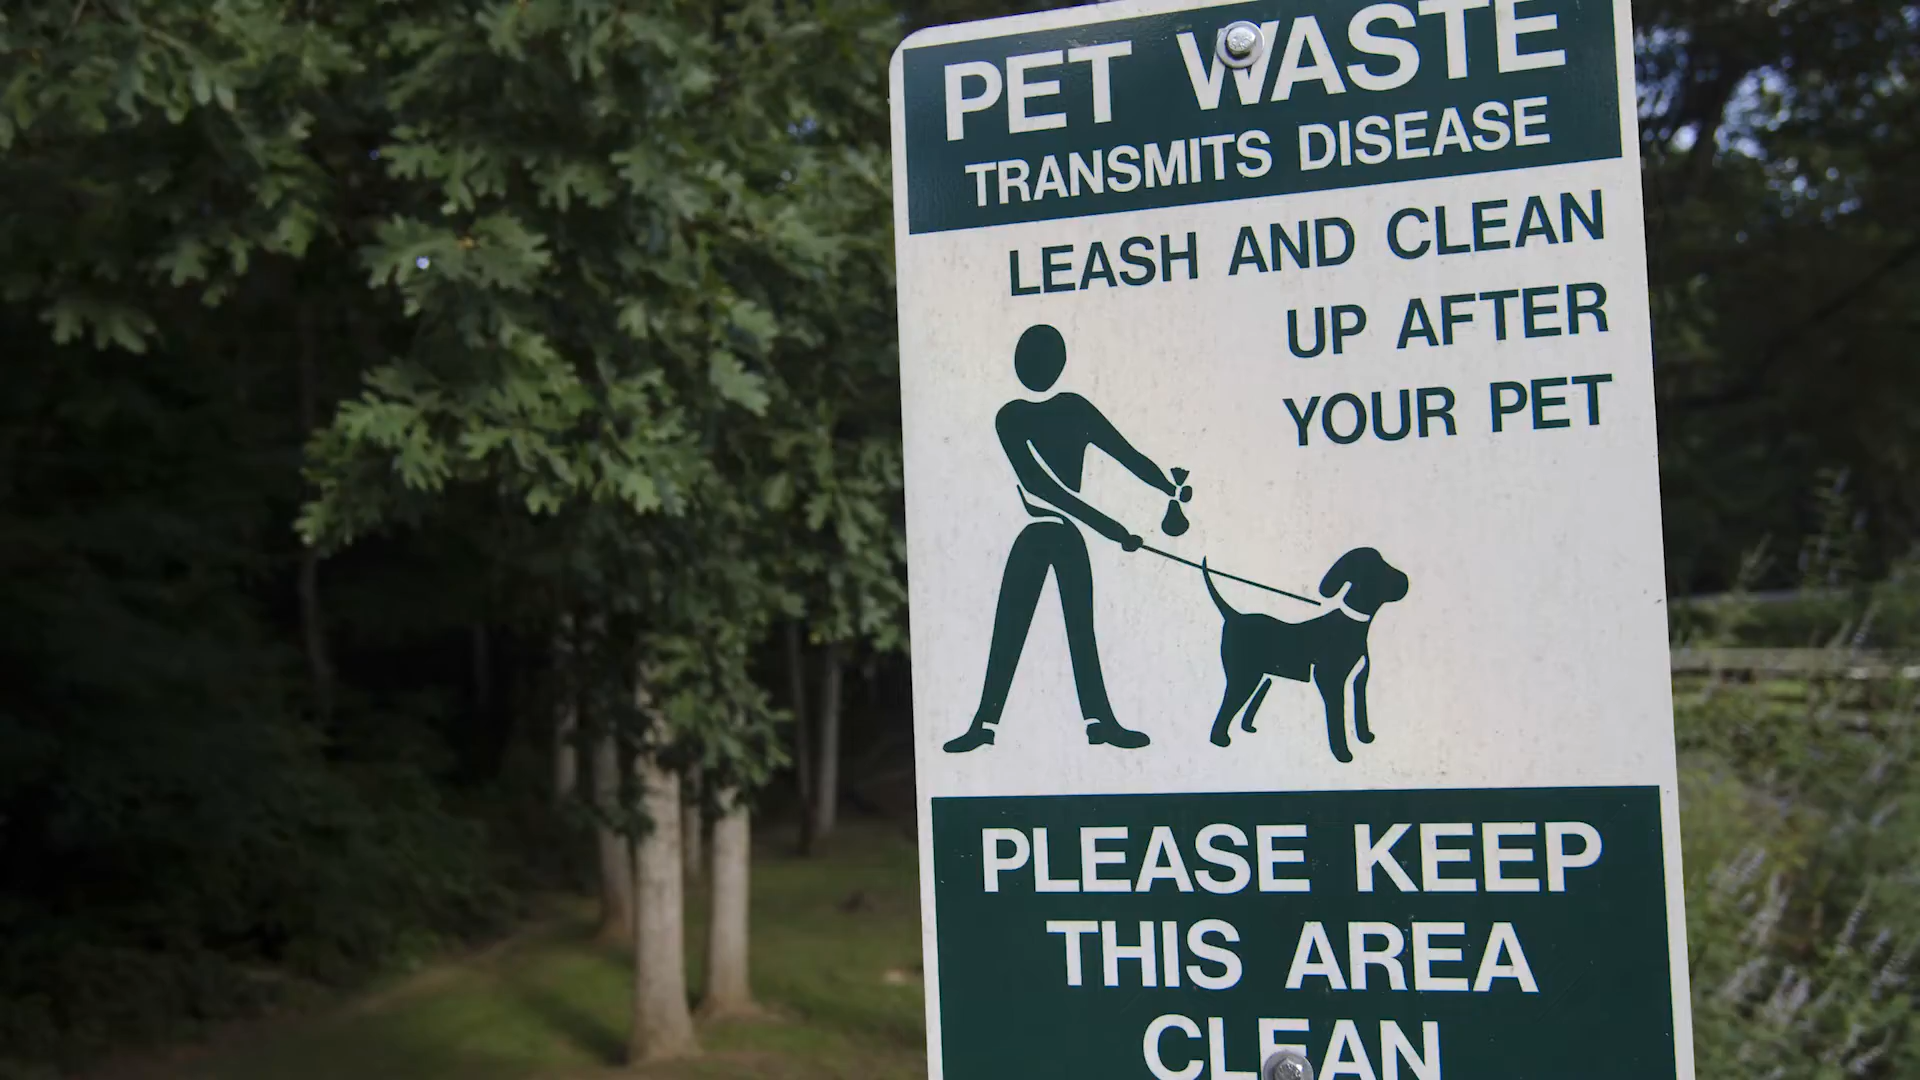 PET WASTE
TRANSMITS DISEASE
LEASH AND CLEAN
UP AFTER
YOUR PET
PLEASE KEEP
THIS AREA
CLEAN